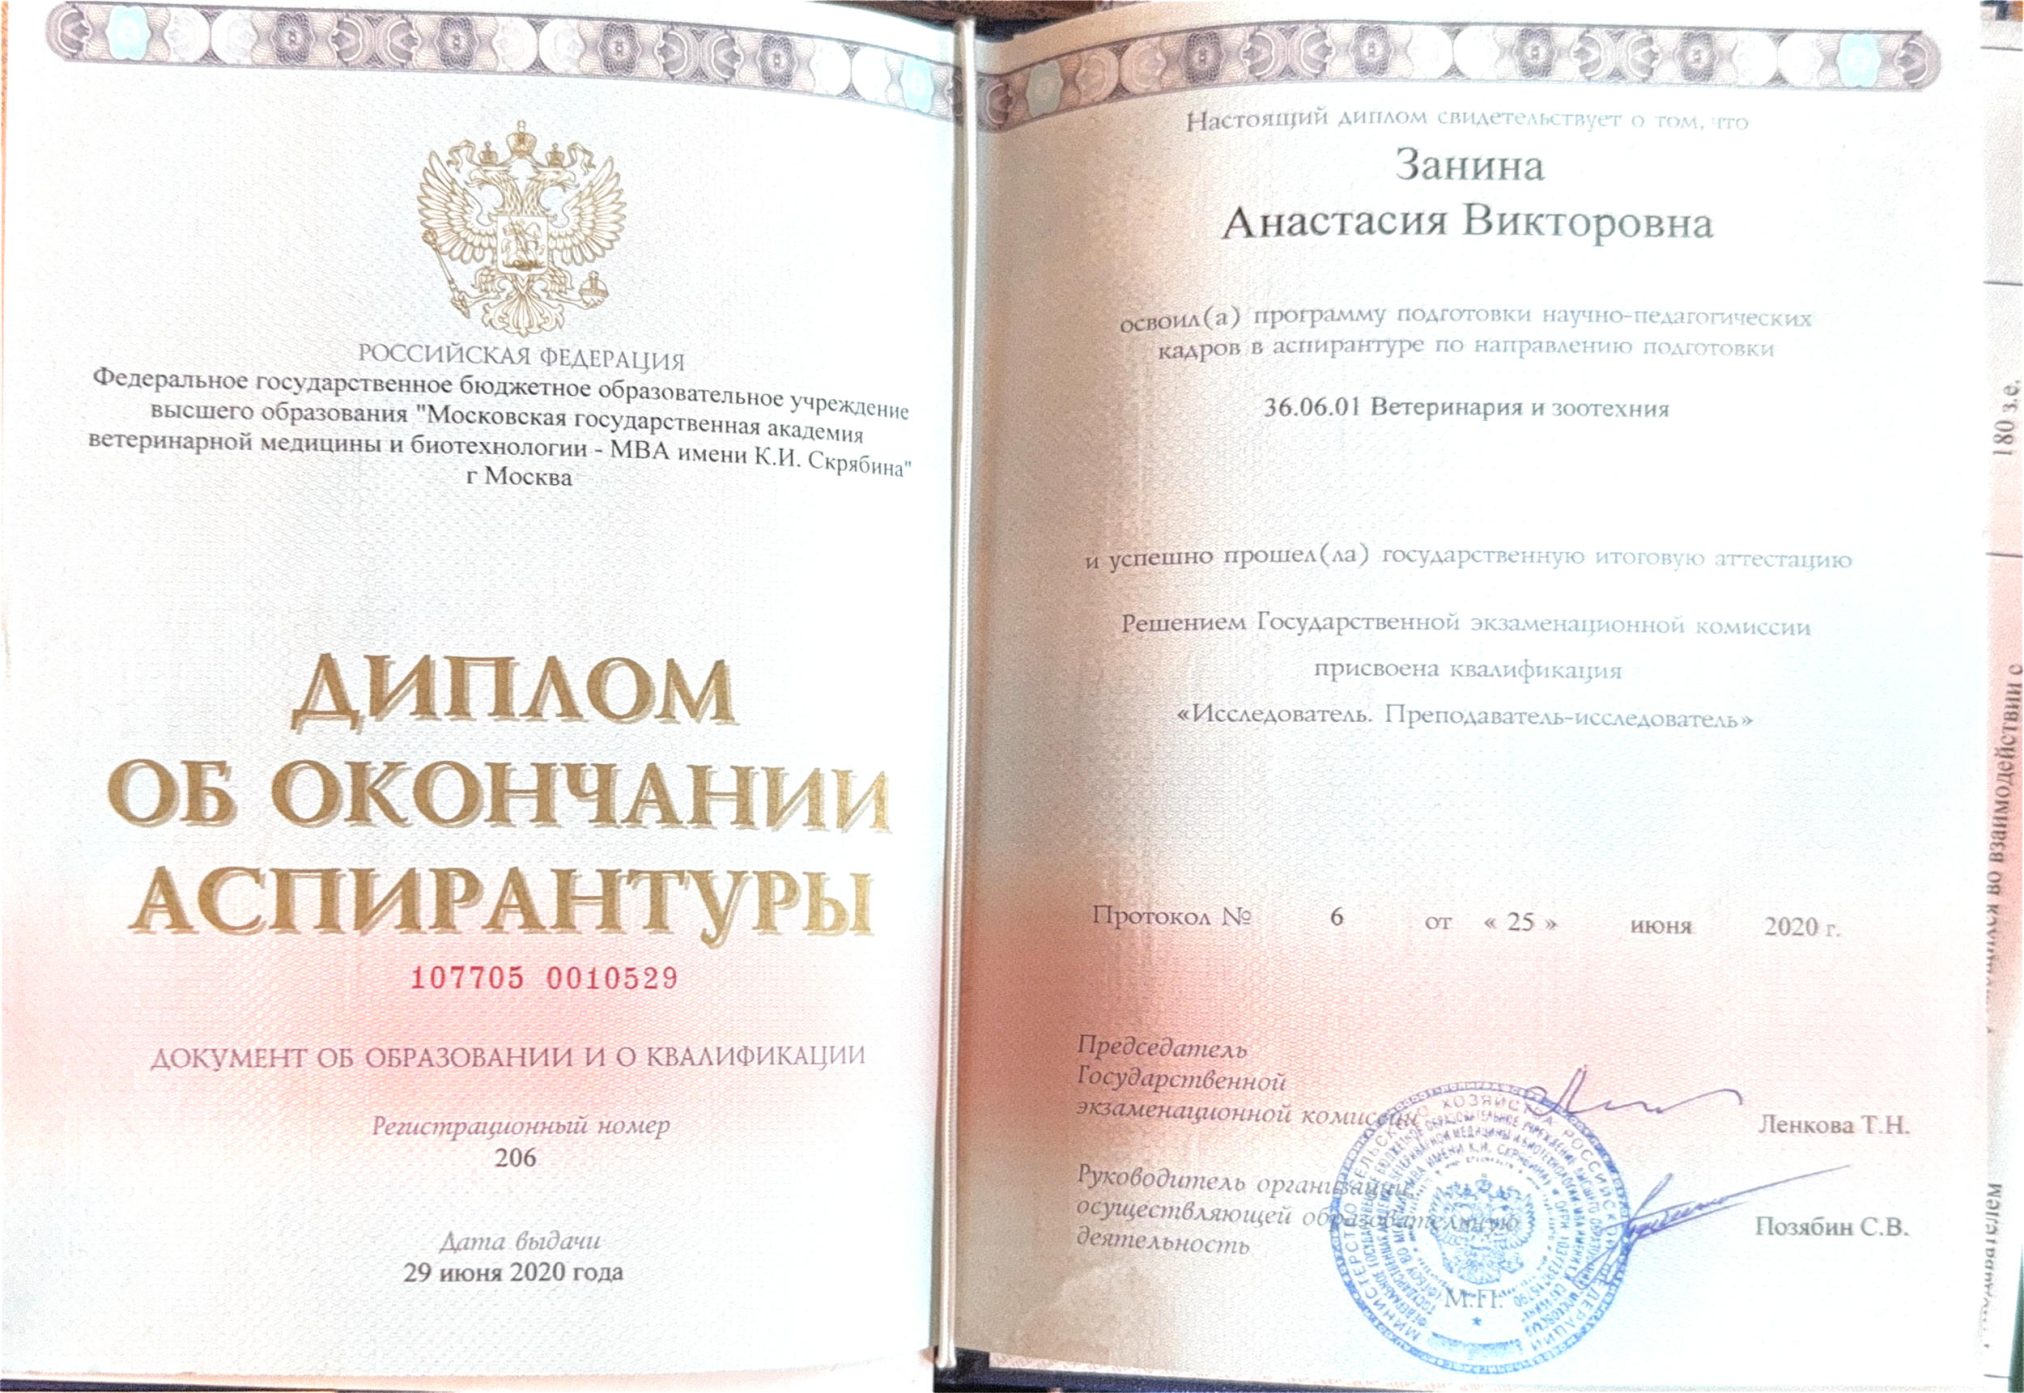 РОССИЙСКАЯ ФЕДЕРАЦИЯ
Федеральное государственное бюджетное образовательное учреждение
высшего образования "Московская государственная академия
ветеринарной медицины и биотехнологии - МВА имени К.И. Скрябина"
г Москва
ДИПЛОМ
ОБ ОКОНЧАНИИ
АСПИРАНТУРЫ
107705 0010529
ДОКУМЕНТ ОБ ОБРАЗОВАНИИ И О КВАЛИФИКАЦИИ
Регистрационный номер
206
Дата выдачи
29 июня 2020 года
Настоящий диплом свидетельствует о том, что
Занина
Анастасия Викторовна
освоил(а) программу подготовки научно-педагогических
кадров в аспирантуре по направлению подготовки
36.06.01 Ветеринария и зоотехния
и успешно прошел(ла) государственную итоговую аттестацию
Решением Государственной экзаменационной комиссии
присвоена квалификация
«Исследователь. Преподаватель-исследователь»
Протокол № 6 от « 25 » июня 2020 г.
Председатель
Государственной
экзаменационной комиссии
Ленкова Т.Н.
Руководитель организации,
осуществляющей образовательную
деятельность
Позябин С.В.
М.П.
180 з.е.
во взаимодействии с